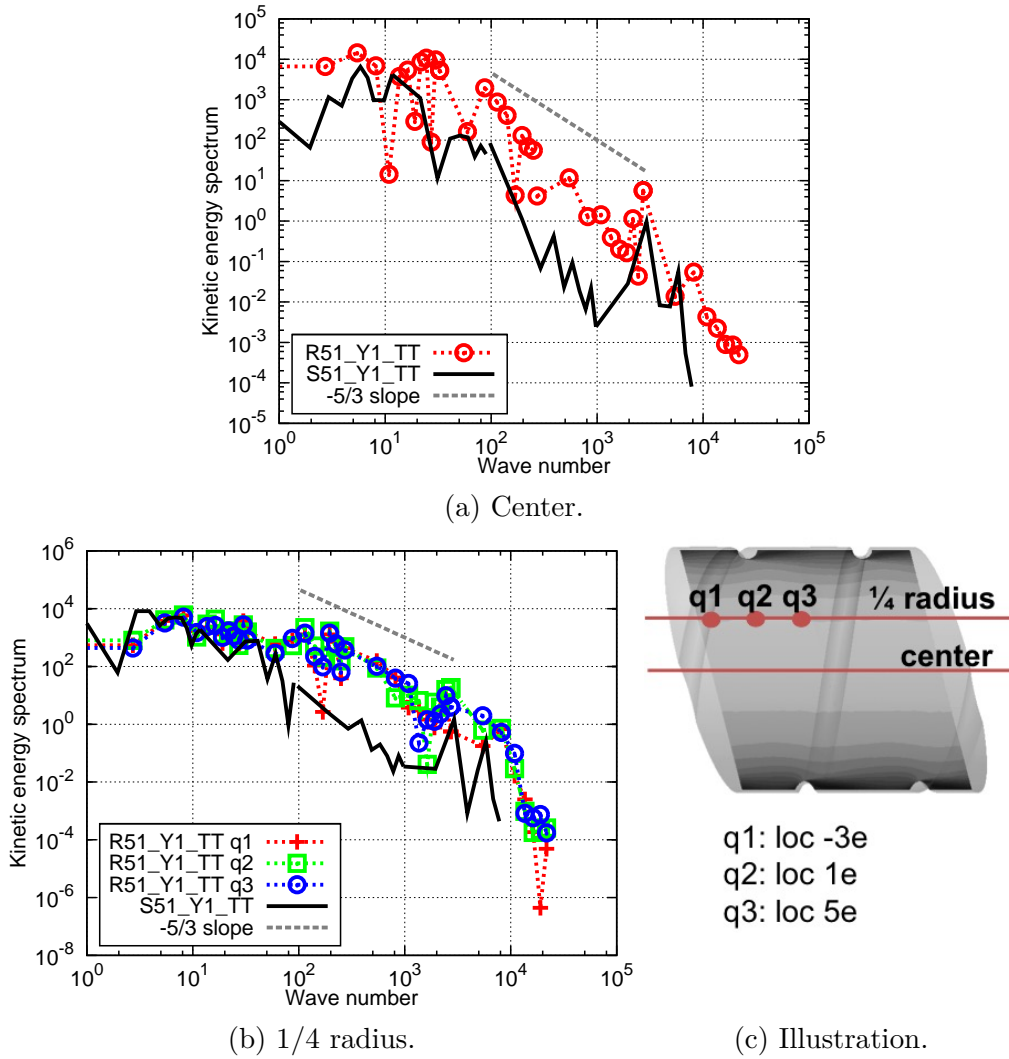 10^5
10^4
10^3
10^2
10^1
10^0
10^-1
10^-2
10^-3
10^-4
10^-5
Kinetic energy spectrum
R51_Y1_TT
S51_Y1_TT
-5/3 slope
10^0 10^1 10^2 10^3 10^4 10^5
Wave number
(a) Center.
10^6
10^4
10^2
10^0
10^-2
10^-4
10^-6
10^-8
Kinetic energy spectrum
R51_Y1_TT q1
R51_Y1_TT q2
R51_Y1_TT q3
S51_Y1_TT
-5/3 slope
10^0 10^1 10^2 10^3 10^4 10^5
Wave number
(b) 1/4 radius.
q1 q2 q3 ¼ radius
center
q1: loc -3e
q2: loc 1e
q3: loc 5e
(c) Illustration.